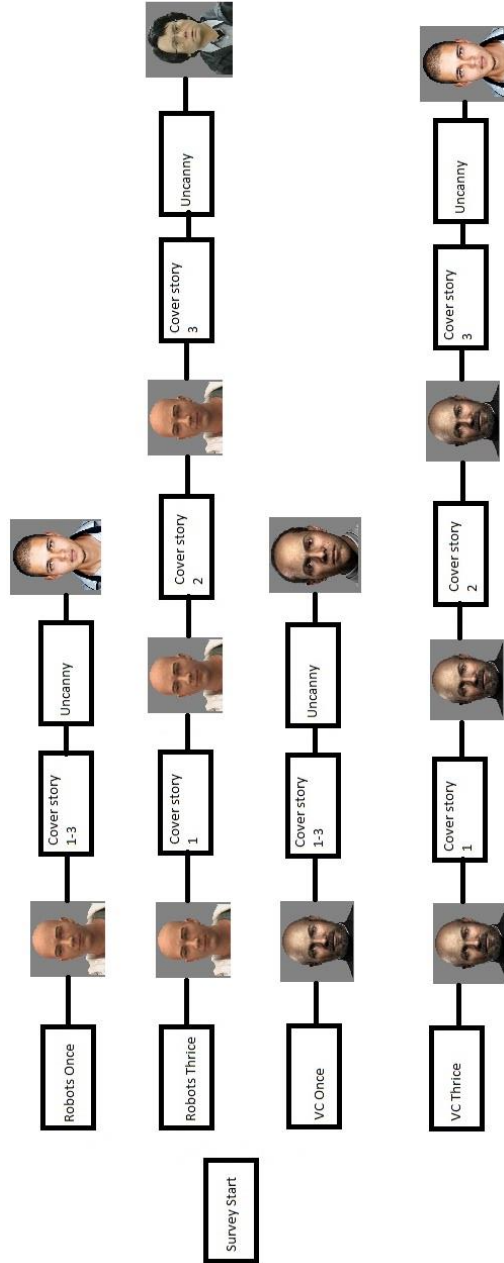 Survey Start
Robots Once
Cover story
1-3
Uncanny
Robots Thrice
Cover story
1
Cover story
2
Cover story
3
Uncanny
VC Once
Cover story
1-3
Uncanny
VC Thrice
Cover story
1
Cover story
2
Cover story
3
Uncanny